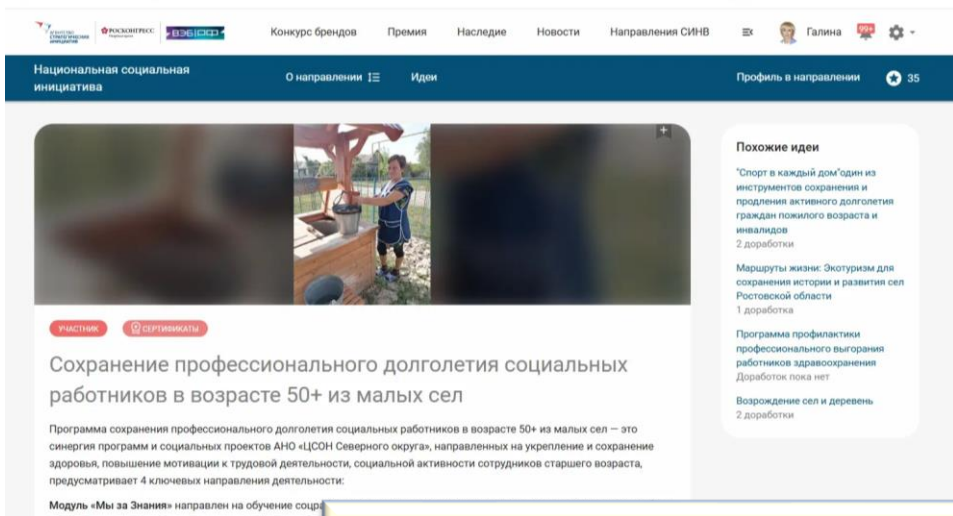 АГЕНТСТВО
СТРАТЕГИЧЕСКИХ
ИНИЦИАТИВ
РОСКОНГРЕСС
ВЭБ РФ
Конкурс брендов
Премия
Наследие
Новости
Направления СИНВ
Галина
99+
Национальная социальная
инициатива
О направлении
Идеи
Профиль в направлении
35
УЧАСТНИК
СЕРТИФИКАТЫ
Сохранение профессионального долголетия социальных
работников в возрасте 50+ из малых сел
Программа сохранения профессионального долголетия социальных работников в возрасте 50+ из малых сел — это
синергия программ и социальных проектов АНО «ЦСОН Северного округа», направленных на укрепление и сохранение
здоровья, повышение мотивации к трудовой деятельности, социальной активности сотрудников старшего возраста,
предусматривает 4 ключевых направления деятельности:
Модуль «Мы за Знания» направлен на обучение соцра
Похожие идеи
"Спорт в каждый дом"один из
инструментов сохранения и
продления активного долголетия
граждан пожилого возраста и
инвалидов
2 доработки
Маршруты жизни: Экотуризм для
сохранения истории и развития сел
Ростовской области
1 доработка
Программа профилактики
профессионального выгорания
работников здравоохранения
Доработок пока нет
Возрождение сел и деревень
2 доработки